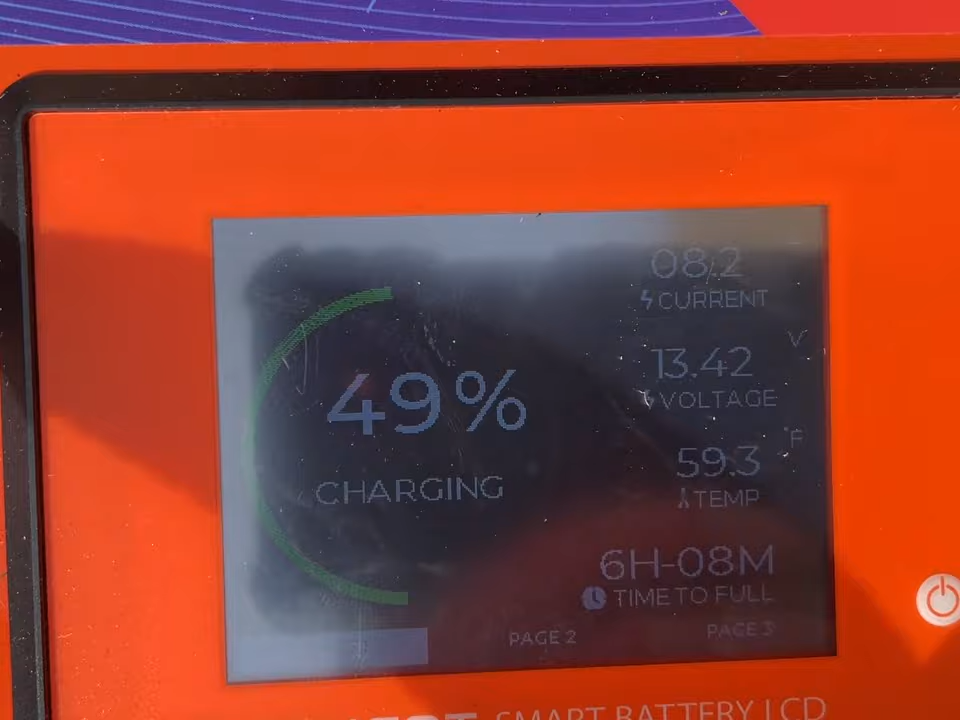 08.2
CURRENT
V
13.42
VOLTAGE
49%
°F
59.3
TEMP
CHARGING
6H-08M
TIME TO FULL
PAGE 2
PAGE 3
SMART BATTERY LCD